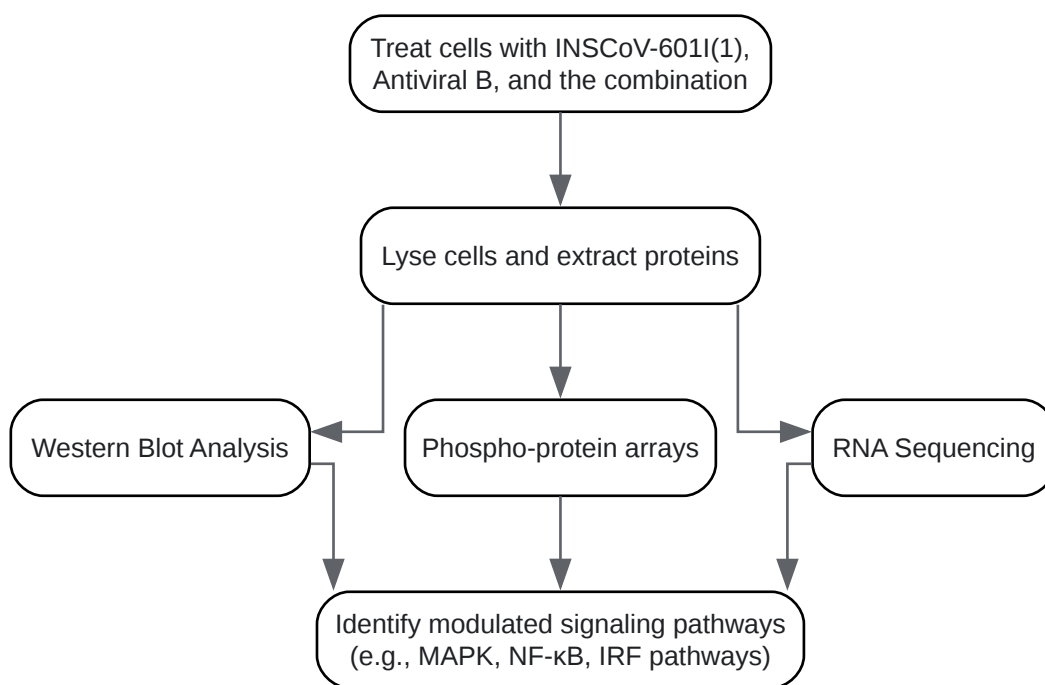 Treat cells with INSCoV-601I(1),
Antiviral B, and the combination
Lyse cells and extract proteins
Western Blot Analysis
Phospho-protein arrays
RNA Sequencing
Identify modulated signaling pathways
(e.g., MAPK, NF-κB, IRF pathways)